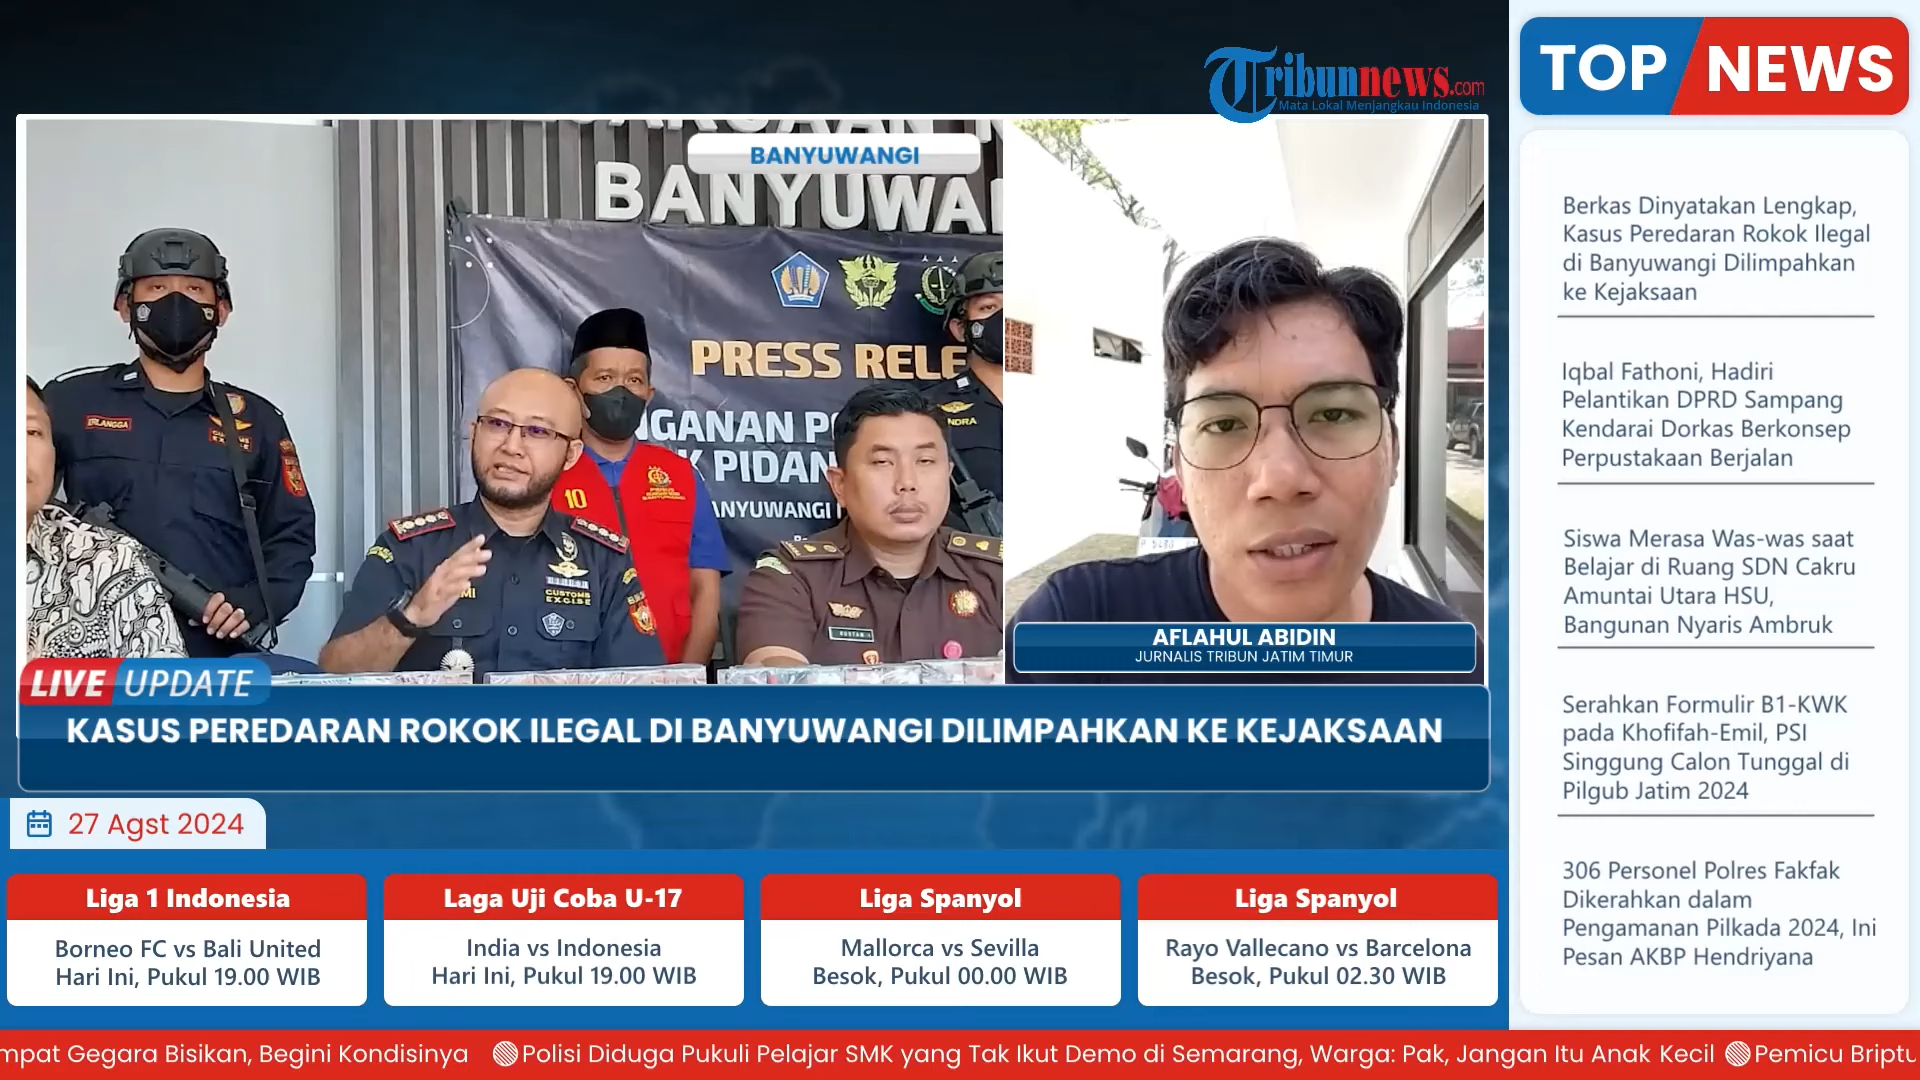 Tribunnews.com
Mata Lokal Menjangkau Indonesia
BANYUWANGI
BANYUWA
PRESS RELE
NGANAN P
K PIDAN
ANYUWANGI
ERLANGGA
CUSTOMS
EXCISE
10
NDRA
CUSTOMS
EXCISE
AFLAHUL ABIDIN
JURNALIS TRIBUN JATIM TIMUR
LIVE UPDATE
KASUS PEREDARAN ROKOK ILEGAL DI BANYUWANGI DILIMPAHKAN KE KEJAKSAAN
27 Agst 2024
Liga 1 Indonesia
Borneo FC vs Bali United
Hari Ini, Pukul 19.00 WIB
Laga Uji Coba U-17
India vs Indonesia
Hari Ini, Pukul 19.00 WIB
Liga Spanyol
Mallorca vs Sevilla
Besok, Pukul 00.00 WIB
Liga Spanyol
Rayo Vallecano vs Barcelona
Besok, Pukul 02.30 WIB
TOP NEWS
Berkas Dinyatakan Lengkap,
Kasus Peredaran Rokok Ilegal
di Banyuwangi Dilimpahkan
ke Kejaksaan
Iqbal Fathoni, Hadiri
Pelantikan DPRD Sampang
Kendarai Dorkas Berkonsep
Perpustakaan Berjalan
Siswa Merasa Was-was saat
Belajar di Ruang SDN Cakru
Amuntai Utara HSU,
Bangunan Nyaris Ambruk
Serahkan Formulir B1-KWK
pada Khofifah-Emil, PSI
Singgung Calon Tunggal di
Pilgub Jatim 2024
306 Personel Polres Fakfak
Dikerahkan dalam
Pengamanan Pilkada 2024, Ini
Pesan AKBP Hendriyana
mpat Gegara Bisikan, Begini Kondisinya Polisi Diduga Pukuli Pelajar SMK yang Tak Ikut Demo di Semarang, Warga: Pak, Jangan Itu Anak Kecil Pemicu Briptu